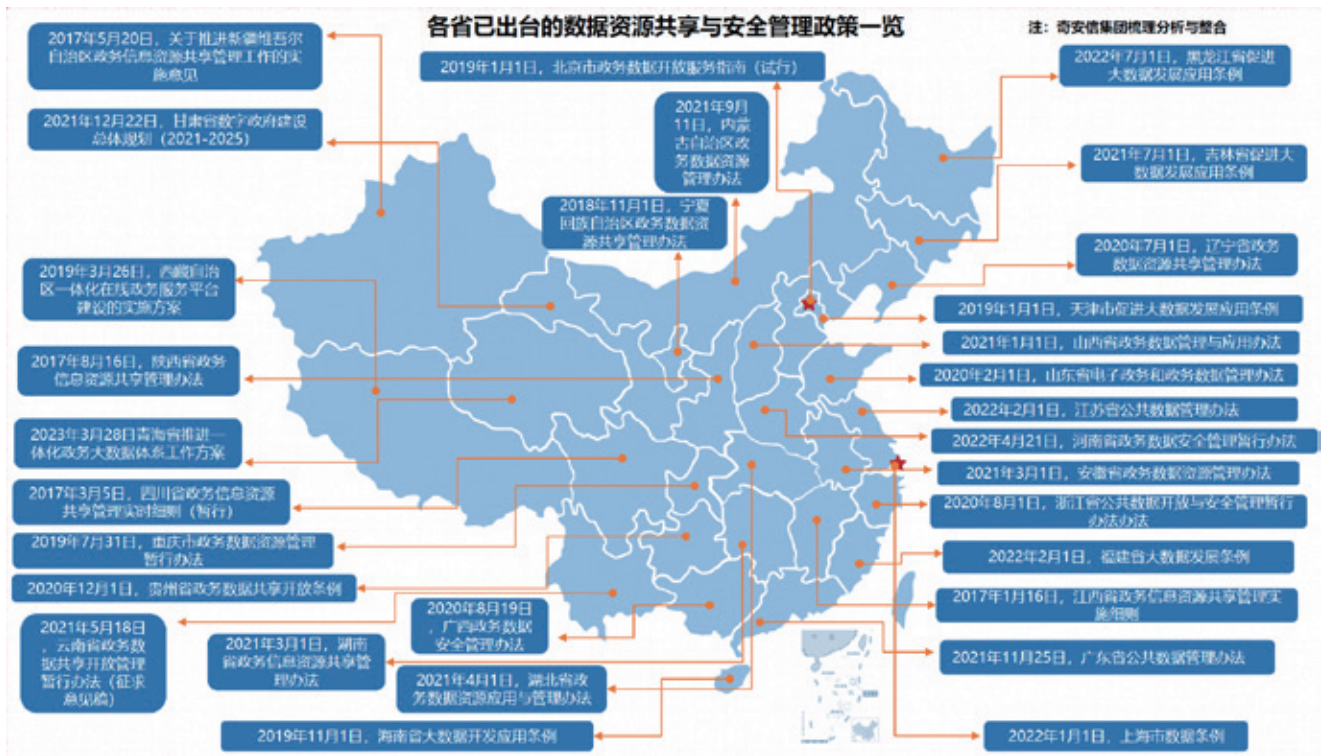 各省已出台的数据资源共享与安全管理政策一览
注：奇安信集团梳理分析与整合
2017年5月20日，关于推进新疆维吾尔
自治区政务信息资源共享管理工作的实
施意见
2021年12月22日，甘肃省数字政府建设
总体规划（2021-2025）
2019年3月26日，西藏自治
区一体化在线政务服务平台
建设的实施方案
2017年8月16日，陕西省政务
信息资源共享管理办法
2023年3月28日青海省推进一
体化政务大数据体系工作方案
2017年3月5日，四川省政务信息资源
共享管理实时细则（暂行）
2019年7月31日，重庆市政务数据资源管理
暂行办法
2020年12月1日，贵州省政务数据共享开放条例
2021年5月18日
，云南省政务数
据共享开放管理
暂行办法（征求
意见稿）
2019年1月1日，北京市政务数据开放服务指南（试行）
2021年9月
11日，内蒙
古自治区政
务数据资源
管理办法
2018年11月1日，宁夏
回族自治区政务数据资
源共享管理办法
2020年8月19日
，广西政务数据
安全管理办法
2021年3月1日，湖南
省政务信息资源共享管
理办法
2021年4月1日，湖北省政
务数据资源应用与管理办法
2019年11月1日，海南省大数据开发应用条例
2022年7月1日，黑龙江省促进
大数据发展应用条例
2021年7月1日，吉林省促进大
数据发展应用条例
2020年7月1日，辽宁省政务
数据资源共享管理办法
2019年1月1日，天津市促进大数据发展应用条例
2021年1月1日，山西省政务数据管理与应用办法
2020年2月1日，山东省电子政务和政务数据管理办法
2022年2月1日，江苏省公共数据管理办法
2022年4月21日，河南省政务数据安全管理暂行办法
2021年3月1日，安徽省政务数据资源管理办法
2020年8月1日，浙江省公共数据开放与安全管理暂行
办法办法
2022年2月1日，福建省大数据发展条例
2017年1月16日，江西省政务信息资源共享管理实
施细则
2021年11月25日，广东省公共数据管理办法
2022年1月1日，上海市数据条例